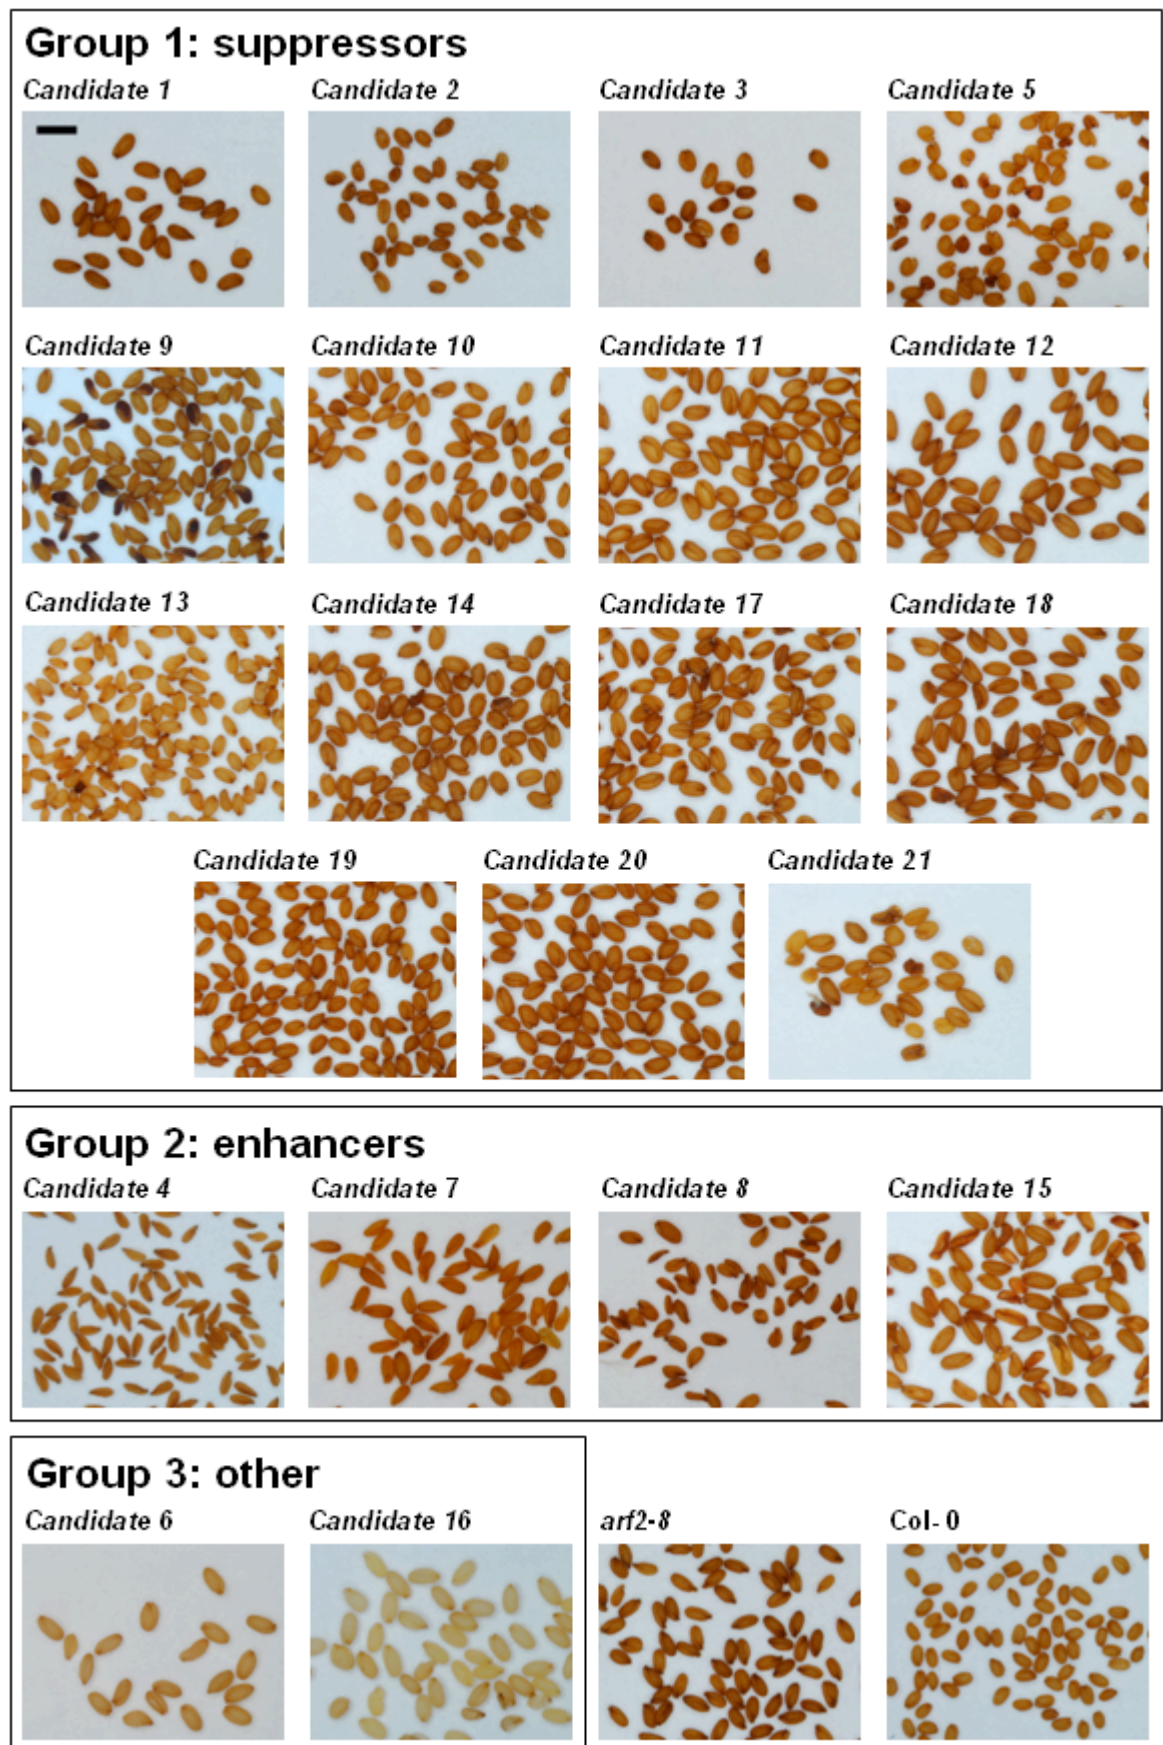 Group 1: suppressors
Candidate 1 Candidate 2 Candidate 3 Candidate 5
Candidate 9 Candidate 10 Candidate 11 Candidate 12
Candidate 13 Candidate 14 Candidate 17 Candidate 18
Candidate 19 Candidate 20 Candidate 21
Group 2: enhancers
Candidate 4 Candidate 7 Candidate 8 Candidate 15
Group 3: other
Candidate 6 Candidate 16 arf2-8 Col-0